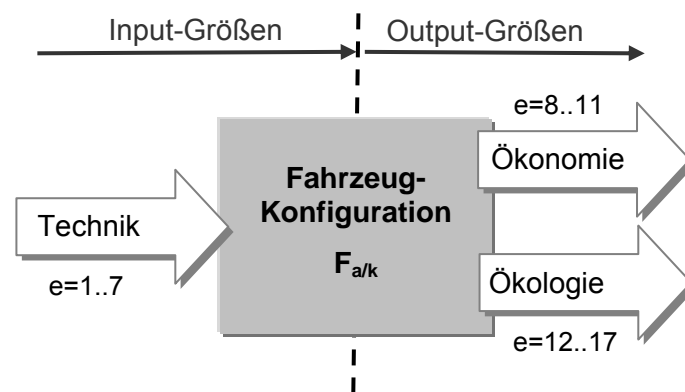 Input-Größen
Output-Größen
e=8..11
Ökonomie
Fahrzeug-
Konfiguration
Fa/k
Technik
e=1..7
Ökologie
e=12..17